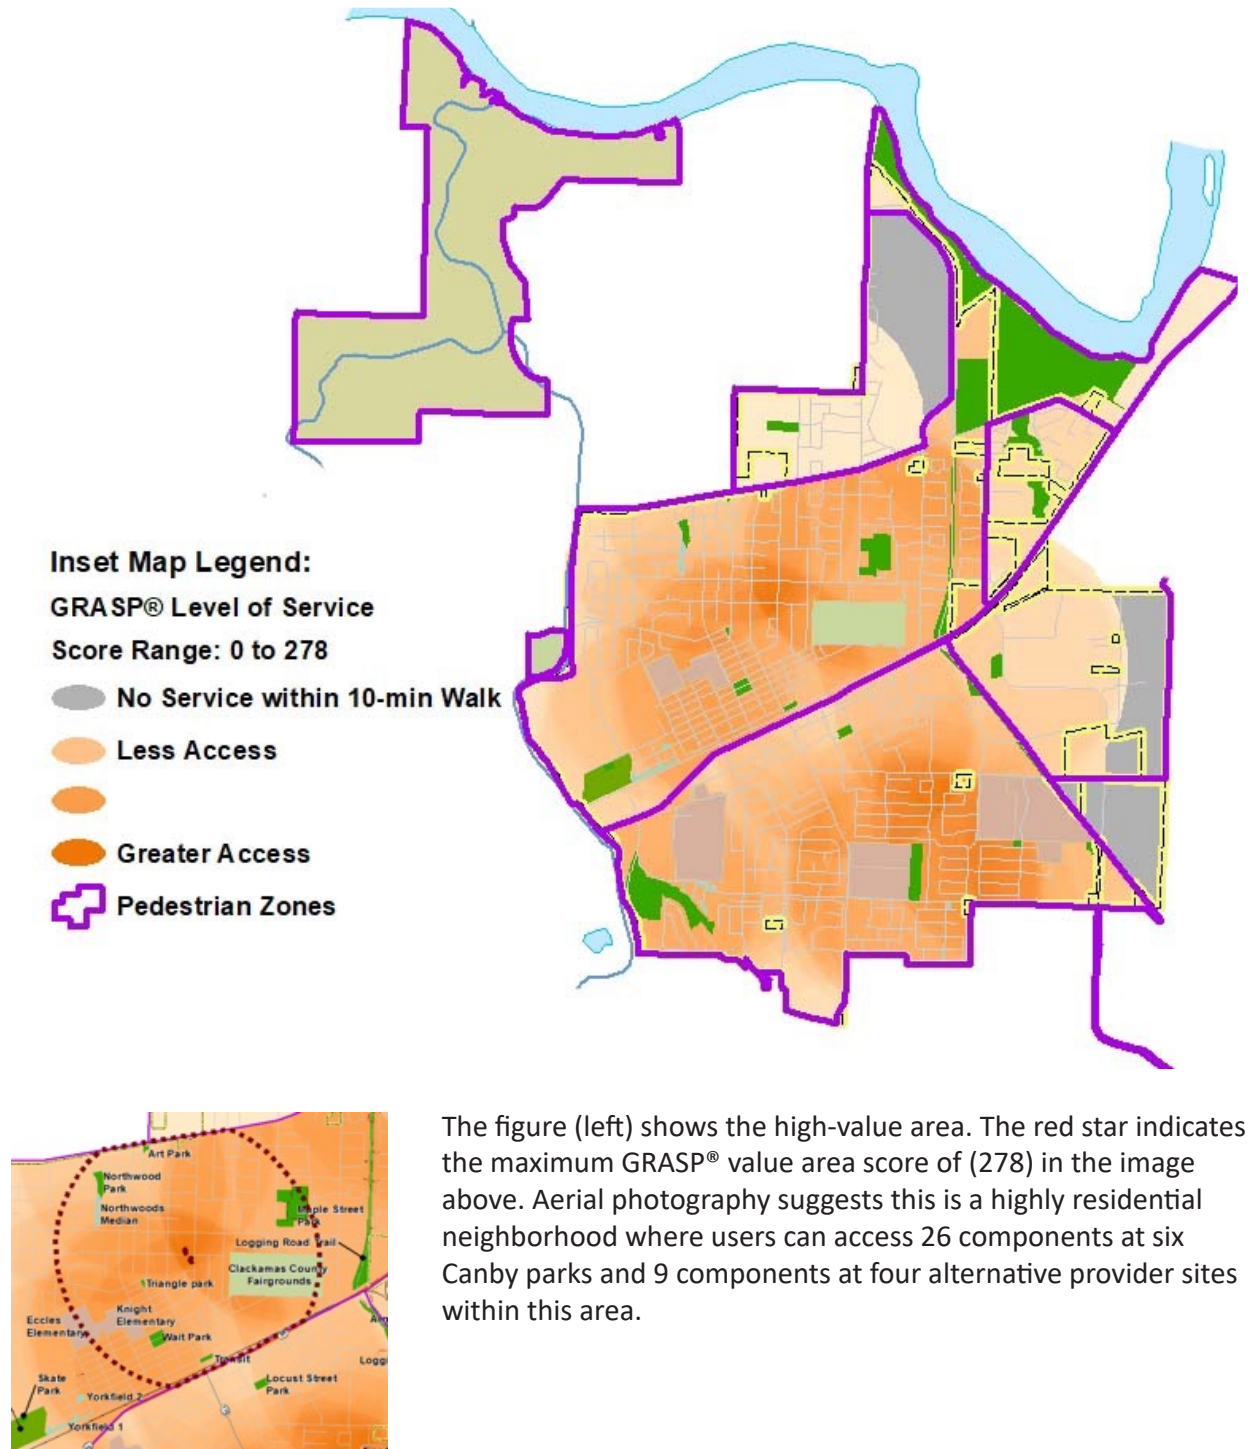 Inset Map Legend:
GRASP® Level of Service
Score Range: 0 to 278
No Service within 10-min Walk
Less Access
Greater Access
Pedestrian Zones
Art Park
Northwood
Park
Northwoods
Median
Maple Street
Park
Logging Road Trail
Clackamas County
Fairgrounds
Triangle park
Knight
Elementary
Eccles
Elementary
Wait Park
Transit
Skate
Park
Locust Street
Park
Yorkfield 2
Yorkfield 1
The figure (left) shows the high-value area. The red star indicates
the maximum GRASP® value area score of (278) in the image
above. Aerial photography suggests this is a highly residential
neighborhood where users can access 26 components at six
Canby parks and 9 components at four alternative provider sites
within this area.